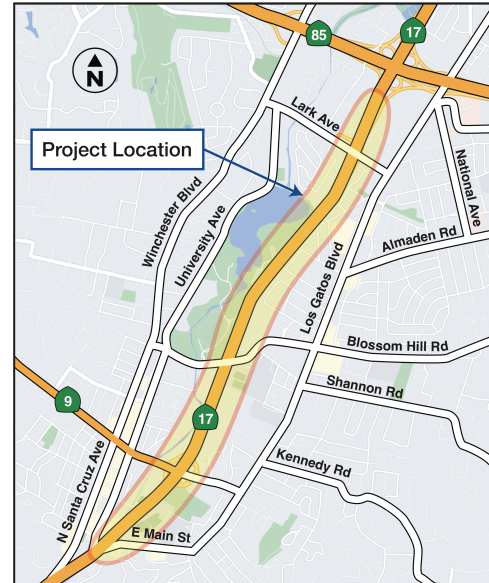 17
85
N
Lark Ave
Project Location
National Ave
Winchester Blvd
University Ave
Almaden Rd
Los Gatos Blvd
Blossom Hill Rd
Shannon Rd
9
17
Kennedy Rd
N Santa Cruz Ave
E Main St